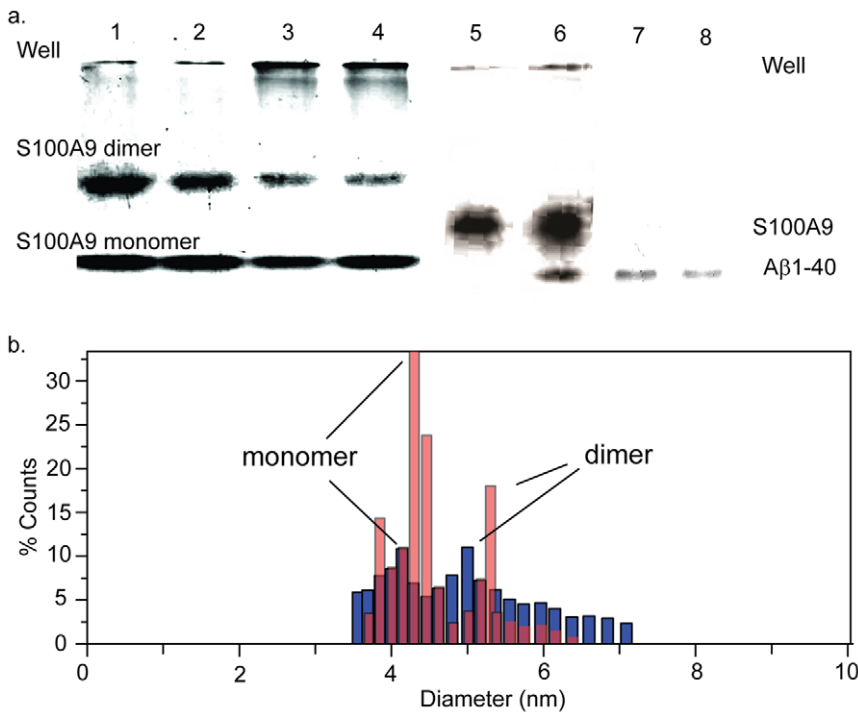 a.
1 2 3 4 5 6 7 8
Well Well
S100A9 dimer
S100A9
S100A9 monomer
Aβ1-40
b.
30
25
20
15
10
5
0
% Counts
monomer
dimer
0 2 4 6 8 10
Diameter (nm)